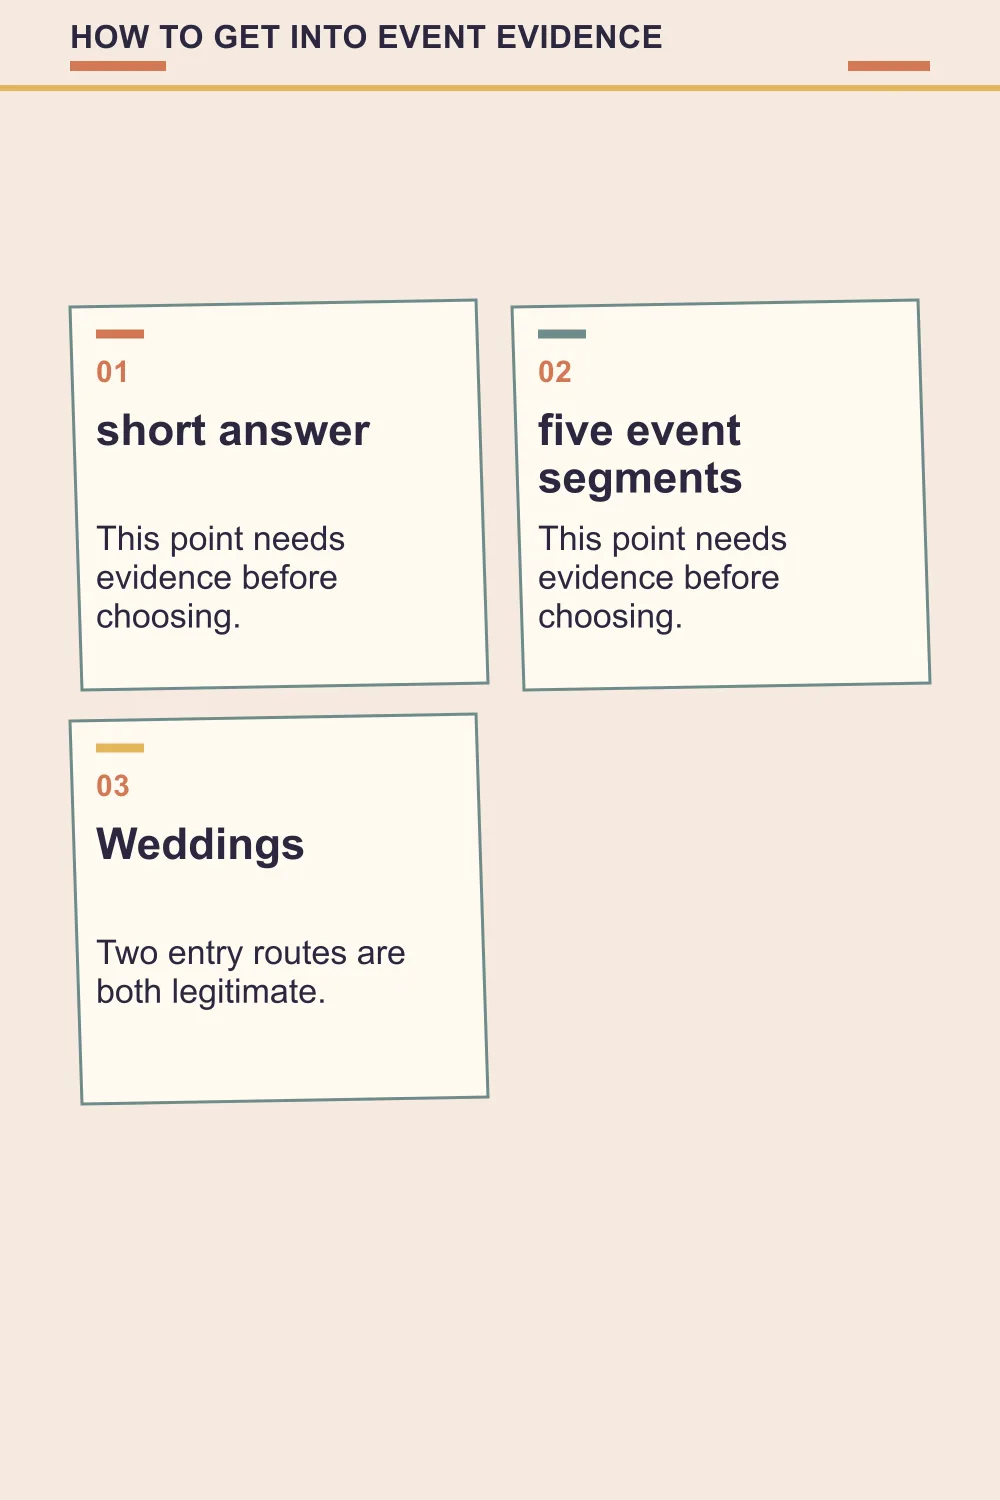 HOW TO GET INTO EVENT EVIDENCE
01
short answer
This point needs
evidence before
choosing.
02
five event
segments
This point needs
evidence before
choosing.
03
Weddings
Two entry routes are
both legitimate.